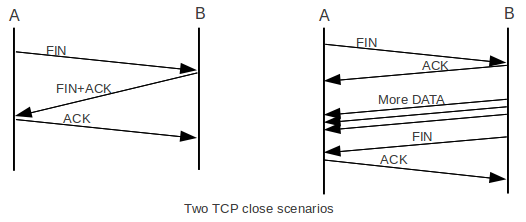 A
B
FIN
FIN+ACK
ACK
A
B
FIN
ACK
More DATA
FIN
ACK
Two TCP close scenarios